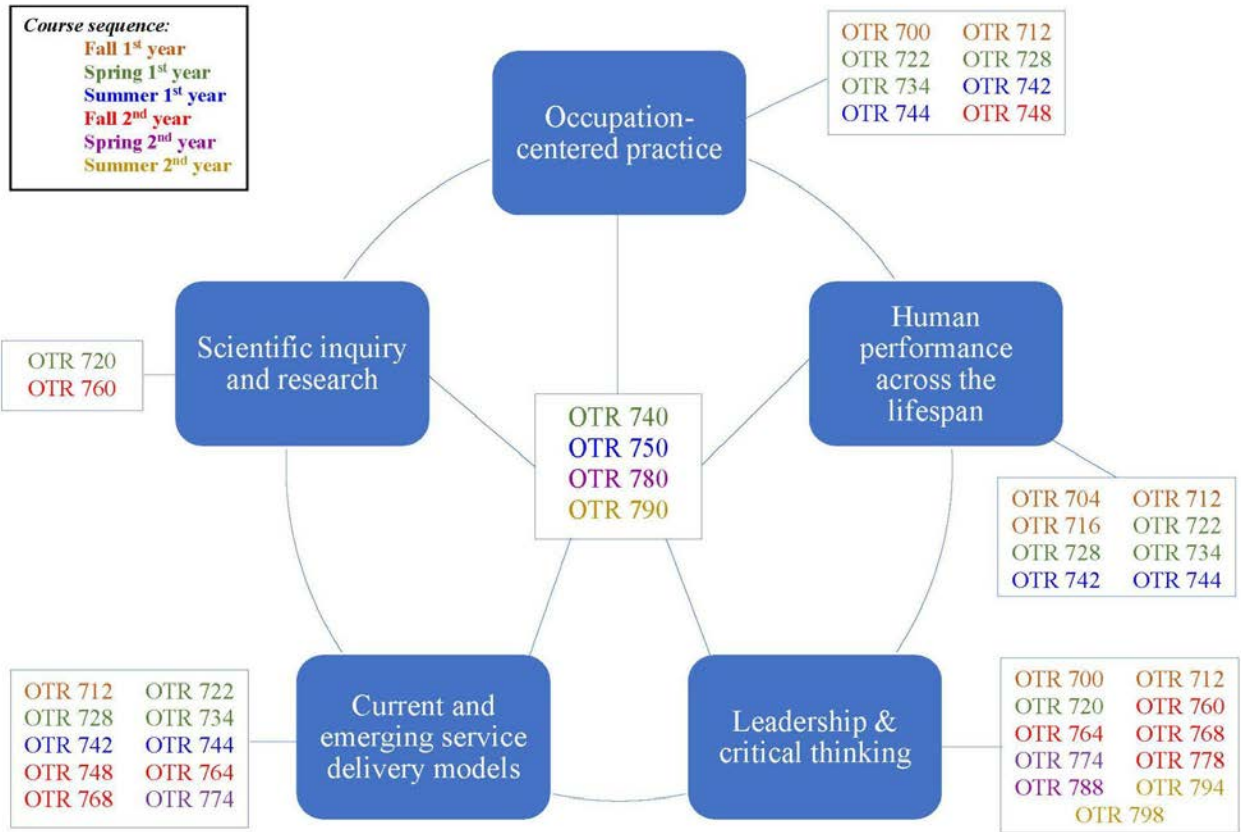 Course sequence:
Fall 1st year
Spring 1st year
Summer 1st year
Fall 2nd year
Spring 2nd year
Summer 2nd year
Occupation-
centered practice
OTR 700 OTR 712
OTR 722 OTR 728
OTR 734 OTR 742
OTR 744 OTR 748
Scientific inquiry
and research
OTR 720
OTR 760
Human
performance
across the
lifespan
OTR 740
OTR 750
OTR 780
OTR 790
OTR 704 OTR 712
OTR 716 OTR 722
OTR 728 OTR 734
OTR 742 OTR 744
Current and
emerging service
delivery models
OTR 712 OTR 722
OTR 728 OTR 734
OTR 742 OTR 744
OTR 748 OTR 764
OTR 768 OTR 774
Leadership &
critical thinking
OTR 700 OTR 712
OTR 720 OTR 760
OTR 764 OTR 768
OTR 774 OTR 778
OTR 788 OTR 794
OTR 798